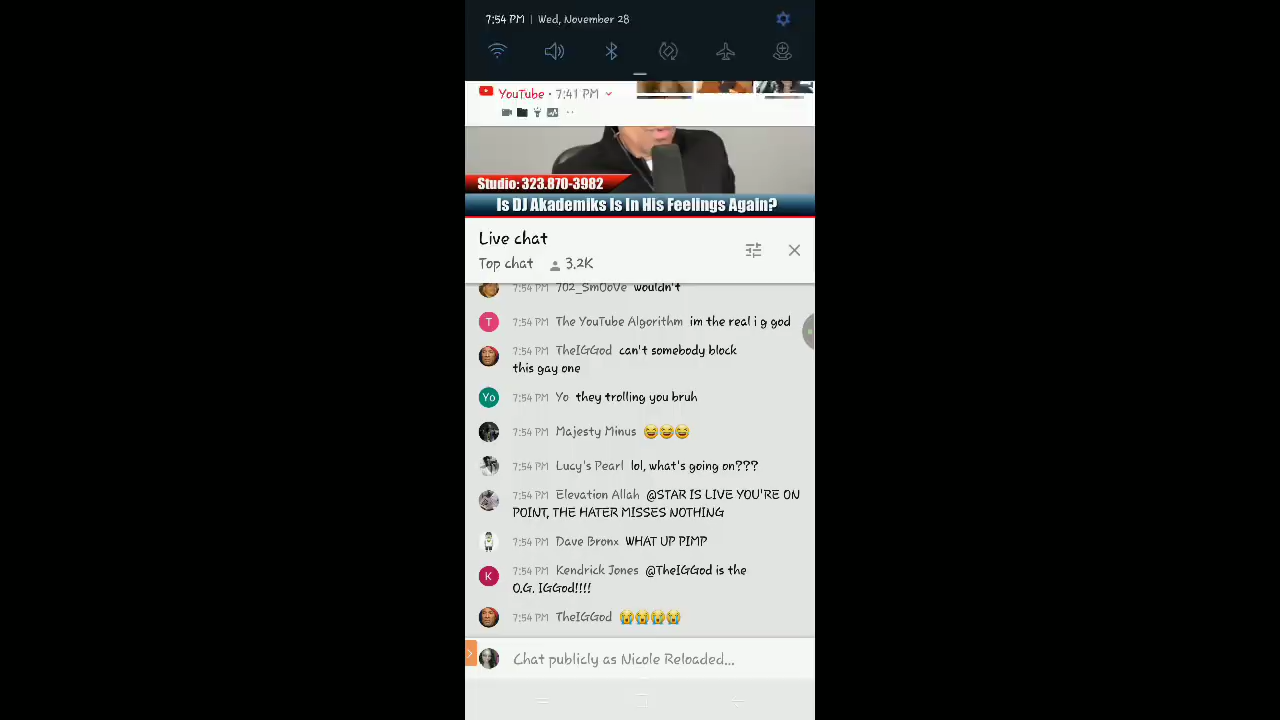 7:54 PM | Wed, November 28
YouTube • 7:41 PM
Studio: 323.870-3982
Is DJ Akademiks Is In His Feelings Again?
Live chat
Top chat 3.2K
7:54 PM 702_SmOoVe wouldn't
T 7:54 PM The YouTube Algorithm im the real i g god
7:54 PM TheIGGod can't somebody block
this gay one
Yo 7:54 PM Yo they trolling you bruh
7:54 PM Majesty Minus 😂😂😂
7:54 PM Lucy's Pearl lol, what's going on???
7:54 PM Elevation Allah @STAR IS LIVE YOU'RE ON
POINT, THE HATER MISSES NOTHING
7:54 PM Dave Bronx WHAT UP PIMP
K 7:54 PM Kendrick Jones @TheIGGod is the
O.G. IGGod!!!!
7:54 PM TheIGGod 😭😭😭😭
Chat publicly as Nicole Reloaded...